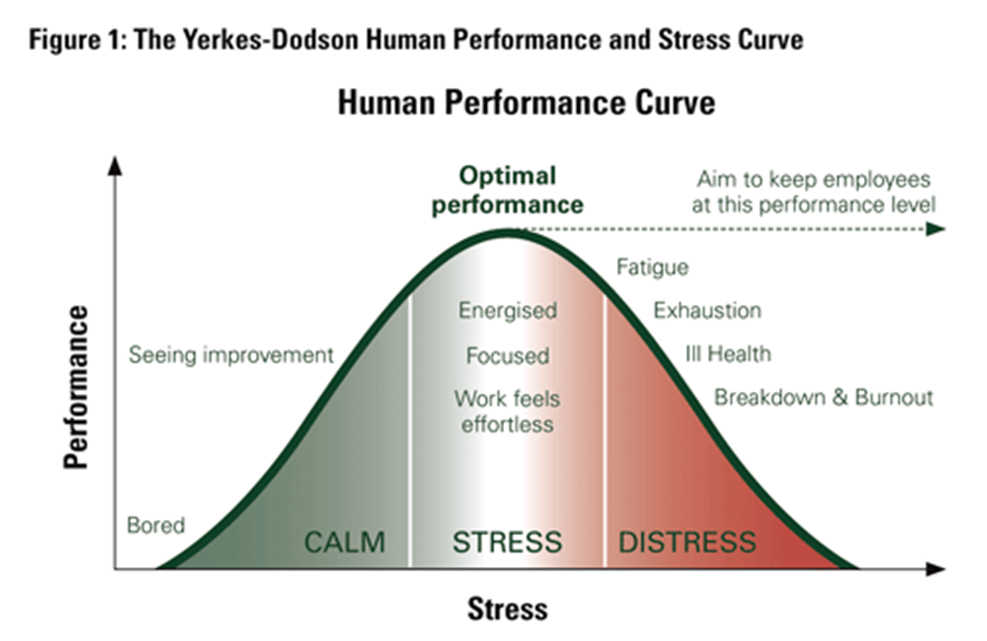 Figure 1: The Yerkes-Dodson Human Performance and Stress Curve
Human Performance Curve
Optimal
performance
Aim to keep employees
at this performance level
Fatigue
Energised
Exhaustion
Seeing improvement
Focused
Ill Health
Work feels
effortless
Breakdown & Burnout
Performance
Bored
CALM
STRESS
DISTRESS
Stress